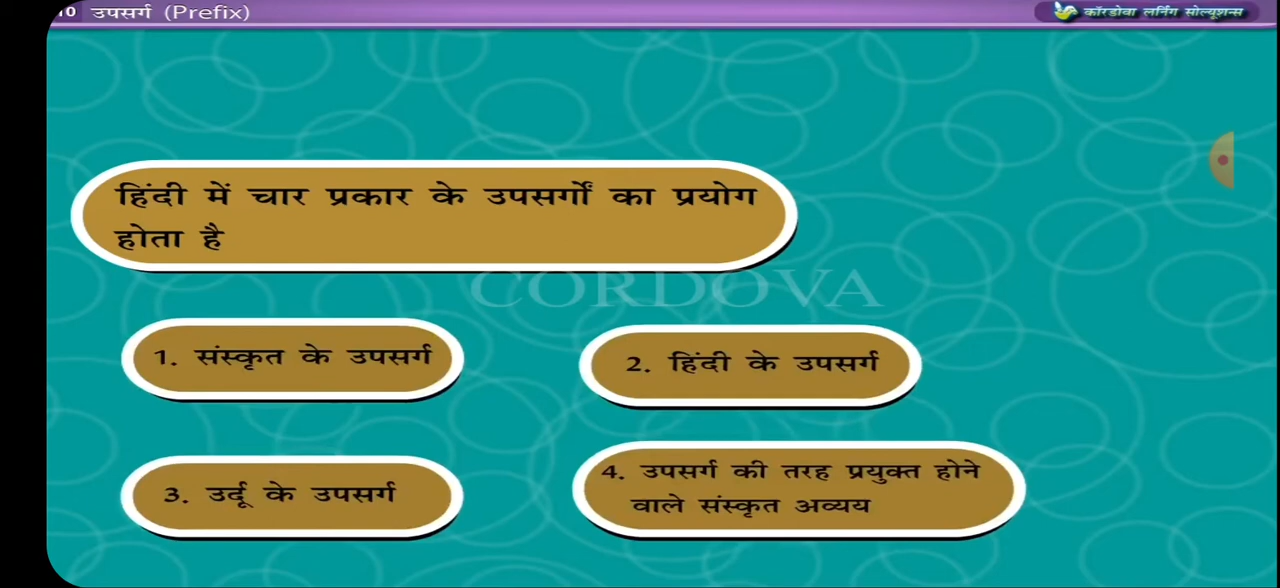 10 उपसर्ग (Prefix)
कॉरडोवा लर्निंग सोल्यूशन्स
हिंदी में चार प्रकार के उपसर्गों का प्रयोग
होता है
CORDOVA
1. संस्कृत के उपसर्ग
2. हिंदी के उपसर्ग
3. उर्दू के उपसर्ग
4. उपसर्ग की तरह प्रयुक्त होने
वाले संस्कृत अव्यय